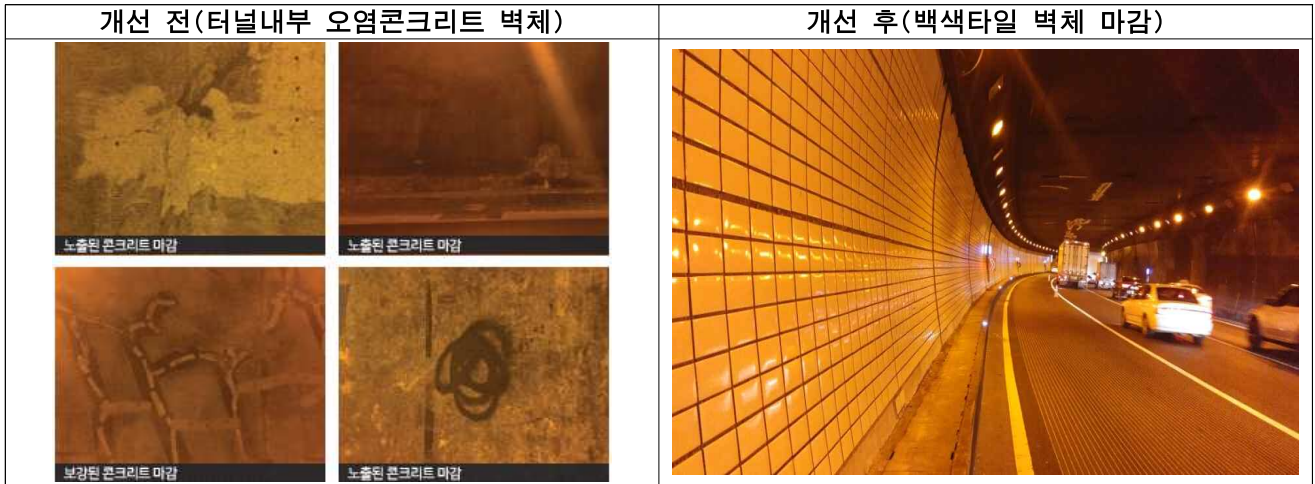 개선 전(터널내부 오염콘크리트 벽체)
개선 후(백색타일 벽체 마감)
노출된 콘크리트 마감
노출된 콘크리트 마감
보강된 콘크리트 마감
노출된 콘크리트 마감